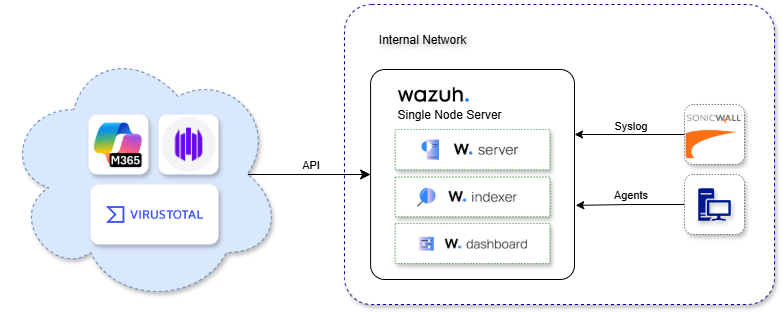 Internal Network
wazuh.
Single Node Server
W. server
W. indexer
W. dashboard
M365
VIRUSTOTAL
API
Syslog
Agents
SONICWALL